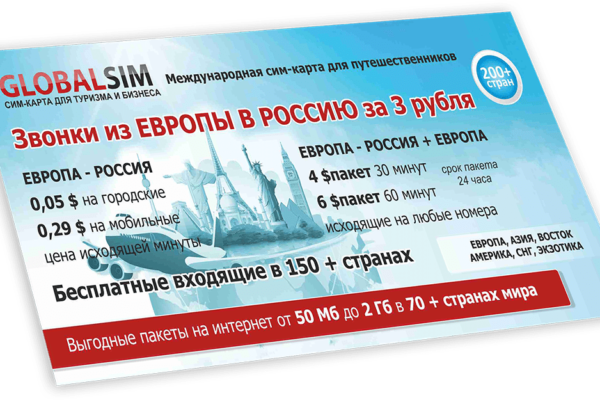 GLOBALSIM
СИМ-КАРТА ДЛЯ ТУРИЗМА И БИЗНЕСА
Международная сим-карта для путешественников
200+
стран
Звонки из ЕВРОПЫ В РОССИЮ за 3 рубля
ЕВРОПА - РОССИЯ
0,05 $ на городские
0,29 $ на мобильные
цена исходящей минуты
ЕВРОПА - РОССИЯ + ЕВРОПА
4 $пакет 30 минут
6 $пакет 60 минут
срок пакета
24 часа
исходящие на любые номера
Бесплатные входящие в 150 + странах
ЕВРОПА, АЗИЯ, ВОСТОК
АМЕРИКА, СНГ, ЭКЗОТИКА
Выгодные пакеты на интернет от 50 Мб до 2 Гб в 70 + странах мира